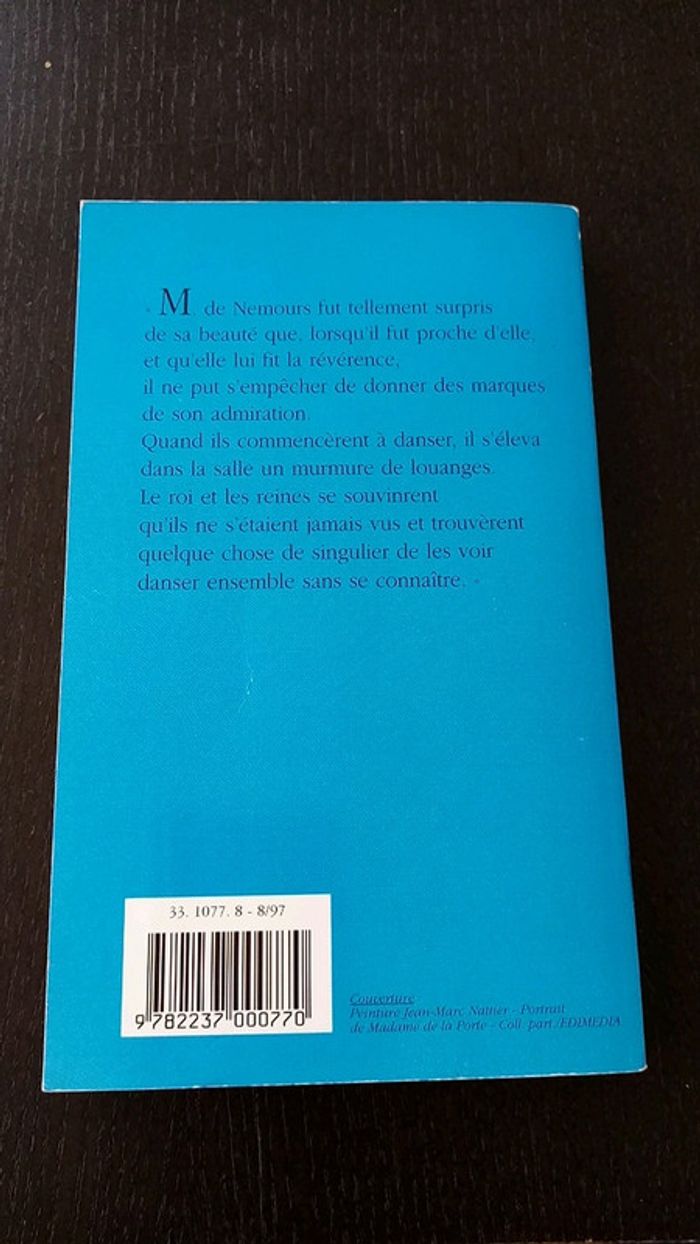 « M. de Nemours fut tellement surpris
de sa beauté que, lorsqu'il fut proche d'elle,
et qu'elle lui fit la révérence,
il ne put s'empêcher de donner des marques
de son admiration.
Quand ils commencèrent à danser, il s'éleva
dans la salle un murmure de louanges.
Le roi et les reines se souvinrent
qu'ils ne s'étaient jamais vus et trouvèrent
quelque chose de singulier de les voir
danser ensemble sans se connaître. »
33. 1077. 8 - 8/97
9 782237 000770
Couverture
Peinture Jean-Marc Nattier - Portrait
de Madame de la Porte - Coll. part./EDIMEDIA